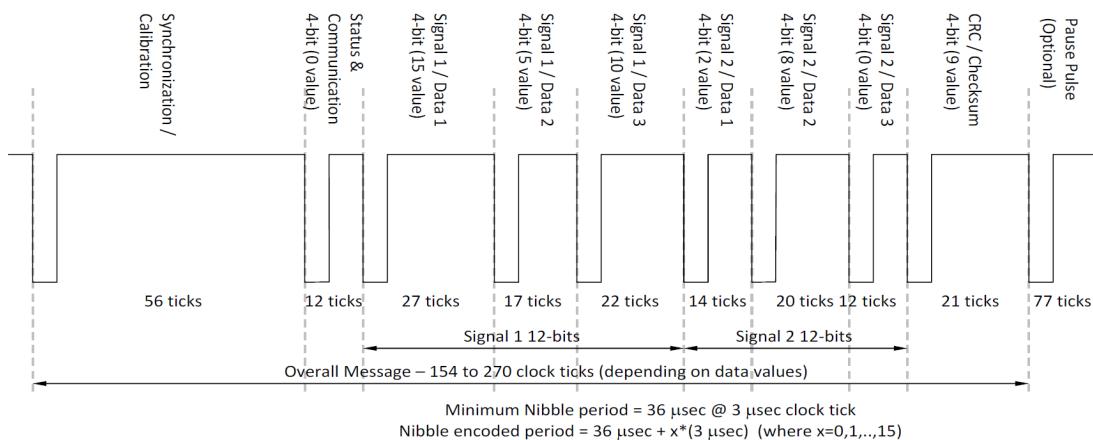 Synchronization /
Calibration
Status &
Communication
4-bit (0 value)
Signal 1 / Data 1
4-bit (15 value)
Signal 1 / Data 2
4-bit (5 value)
Signal 1 / Data 3
4-bit (10 value)
Signal 2 / Data 1
4-bit (2 value)
Signal 2 / Data 2
4-bit (8 value)
Signal 2 / Data 3
4-bit (0 value)
CRC / Checksum
4-bit (9 value)
Pause Pulse
(Optional)
56 ticks 12 ticks 27 ticks 17 ticks 22 ticks 14 ticks 20 ticks 12 ticks 21 ticks 77 ticks
Signal 1 12-bits Signal 2 12-bits
Overall Message – 154 to 270 clock ticks (depending on data values)
Minimum Nibble period = 36 μsec @ 3 μsec clock tick
Nibble encoded period = 36 μsec + x*(3 μsec) (where x=0,1,..,15)